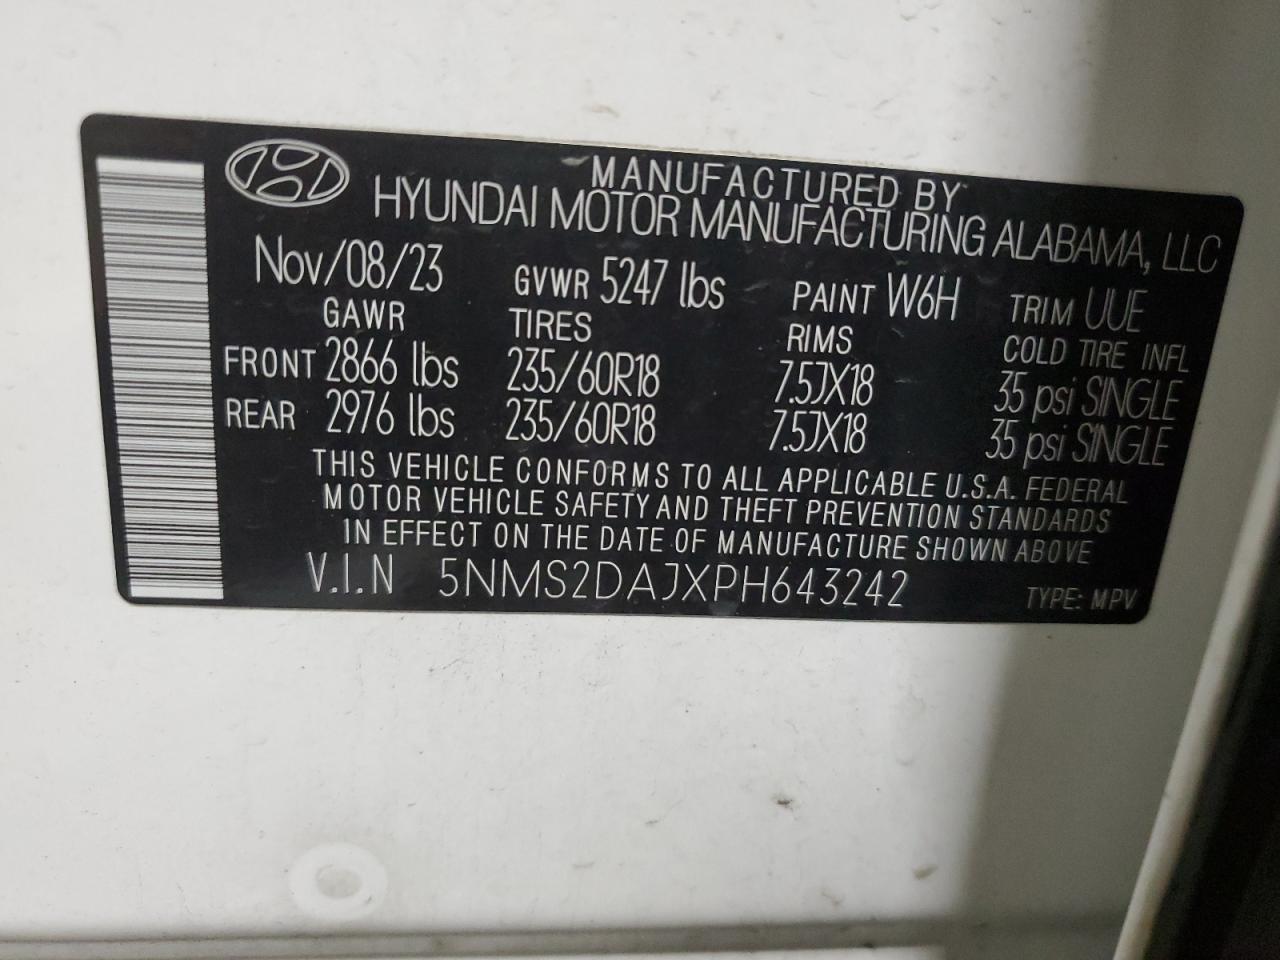 MANUFACTURED BY
HYUNDAI MOTOR MANUFACTURING ALABAMA, LLC
Nov/08/23 GVWR 5247 lbs PAINT W6H TRIM UUE
GAWR TIRES RIMS COLD TIRE INFL
FRONT 2866 lbs 235/60R18 7.5JX18 35 psi SINGLE
REAR 2976 lbs 235/60R18 7.5JX18 35 psi SINGLE
THIS VEHICLE CONFORMS TO ALL APPLICABLE U.S.A. FEDERAL
MOTOR VEHICLE SAFETY AND THEFT PREVENTION STANDARDS
IN EFFECT ON THE DATE OF MANUFACTURE SHOWN ABOVE
V.I.N 5NMS2DAJXPH643242 TYPE: MPV